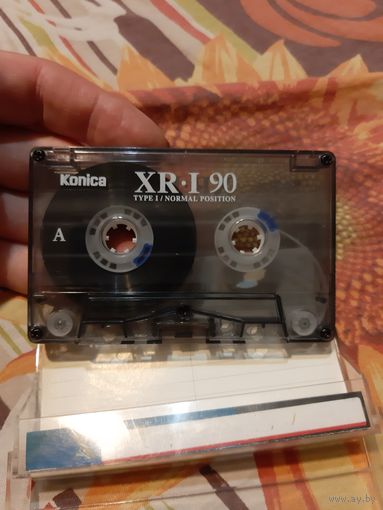 Konica
XR·I 90
TYPE I / NORMAL POSITION
A
www.ay.by